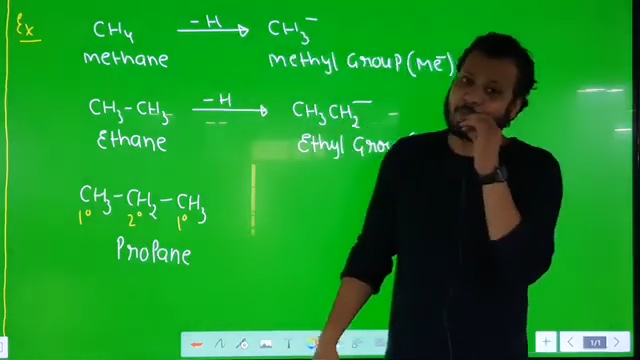 Ex CH₄ —H→ CH₃⁻
methane methyl GrouP (Me⁻)
CH₃–CH₃ —H→ CH₃CH₂⁻
Ethane Ethyl
CH₃–CH₂–CH₃
1° 2° 1°
ProPane
1/1